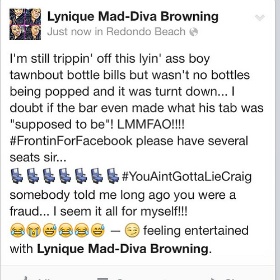 Lynique Mad-Diva Browning
Just now in Redondo Beach
I'm still trippin' off this lyin' ass boy
tawnbout bottle bills but wasn't no bottles
being popped and it was turnt down... I
doubt if the bar even made what his tab was
"supposed to be"! LMMFAO!!!!
#FrontinForFacebook please have several
seats sir...
💺💺💺💺💺💺💺#YouAintGottaLieCraig
somebody told me long ago you were a
fraud... I seem it all for myself!!!
😂😭😅😂😂😅 — 😏 feeling entertained
with Lynique Mad-Diva Browning.